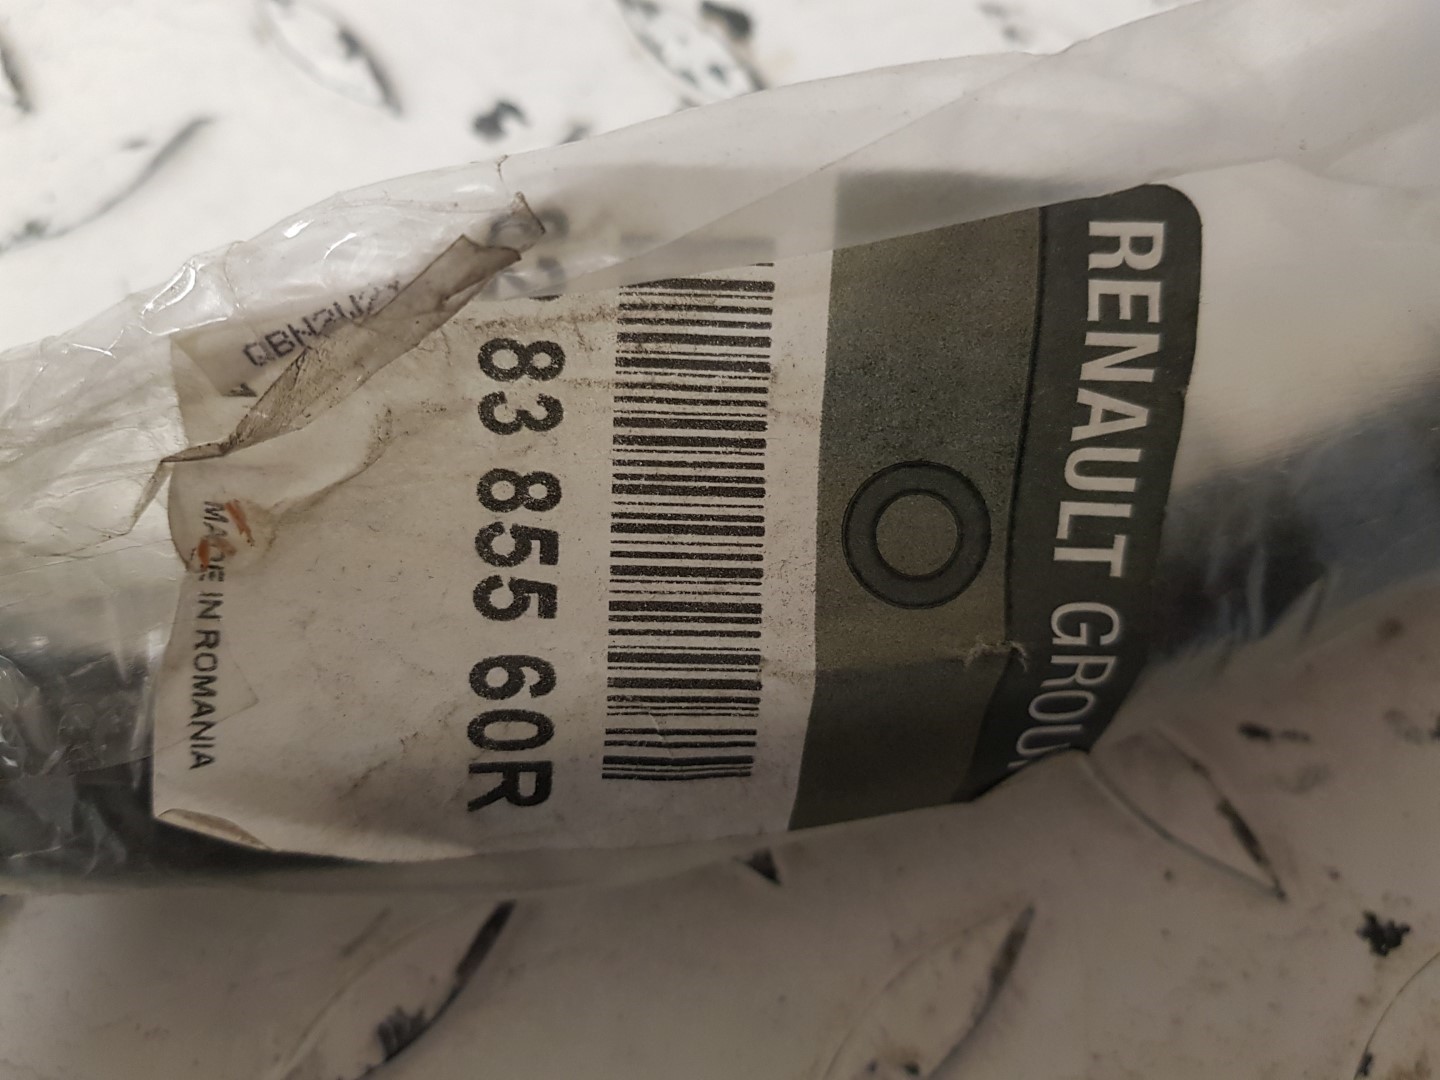 RENAULT GROU
83 855 60R
MADE IN ROMANIA